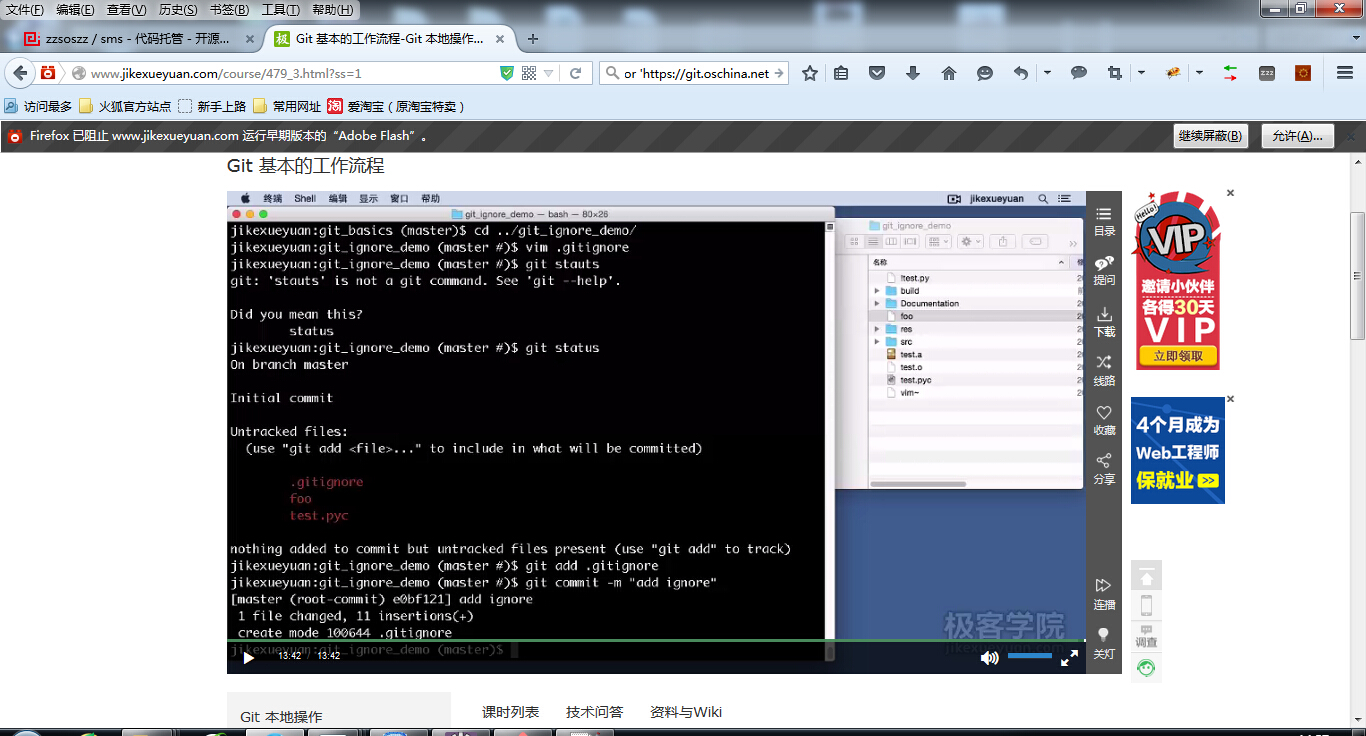 文件(F) 编辑(E) 查看(V) 历史(S) 书签(B) 工具(T) 帮助(H)
zzsoszz / sms - 代码托管 - 开源...
极 Git 基本的工作流程-Git 本地操作...
www.jikexueyuan.com/course/479_3.html?ss=1
or 'https://git.oschina.net
访问最多 火狐官方站点 新手上路 常用网址 淘 爱淘宝（原淘宝特卖）
Firefox 已阻止 www.jikexueyuan.com 运行早期版本的“Adobe Flash”。
继续屏蔽(B) 允许(A)...
Git 基本的工作流程
终端 Shell 编辑 显示 窗口 帮助
jikexueyuan
git_ignore_demo — bash — 80×26
jikexueyuan:git_basics (master)$ cd ../git_ignore_demo/
jikexueyuan:git_ignore_demo (master #)$ vim .gitignore
jikexueyuan:git_ignore_demo (master #)$ git stauts
git: 'stauts' is not a git command. See 'git --help'.
Did you mean this?
status
jikexueyuan:git_ignore_demo (master #)$ git status
On branch master
Initial commit
Untracked files:
(use "git add <file>..." to include in what will be committed)
.gitignore
foo
test.pyc
nothing added to commit but untracked files present (use "git add" to track)
jikexueyuan:git_ignore_demo (master #)$ git add .gitignore
jikexueyuan:git_ignore_demo (master #)$ git commit -m "add ignore"
[master (root-commit) e0bf121] add ignore
1 file changed, 11 insertions(+)
create mode 100644 .gitignore
jikexueyuan:git_ignore_demo (master)$
13:42 / 13:42
git_ignore_demo
名称
!test.py
build
Documentation
foo
res
src
test.a
test.o
test.pyc
vim~
极客学院
jikexueyuan.com
目录
提问
下载
线路
收藏
分享
连播
关灯
Hello!
VIP
邀请小伙伴
各得30天
VIP
立即领取
4个月成为
Web工程师
保就业 >>
调查
Git 本地操作
课时列表 技术问答 资料与Wiki